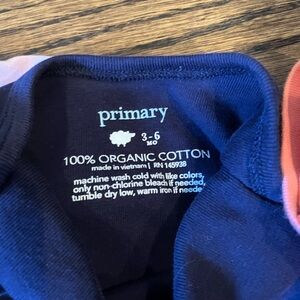 primary
3-6
MO
100% ORGANIC COTTON
made in vietnam | RN 145938
machine wash cold with like colors,
only non-chlorine bleach if needed,
tumble dry low, warm iron if neede